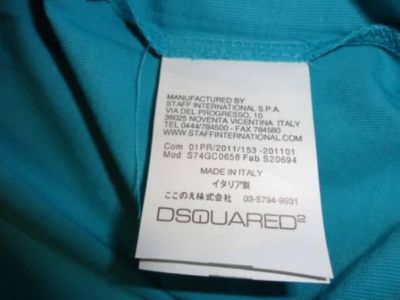 MANUFACTURED BY
STAFF INTERNATIONAL S.P.A.
VIA DEL PROGRESSO, 10
36025 NOVENTA VICENTINA ITALY
TEL 0444/784500 - FAX 784580
WWW.STAFFINTERNATIONAL.COM
Com 01PR/2011/153 -201101
Mod S74GC0656 Fab S20694
MADE IN ITALY
イタリア製
ここのえ株式会社 03-5794-9931
DSQUARED2